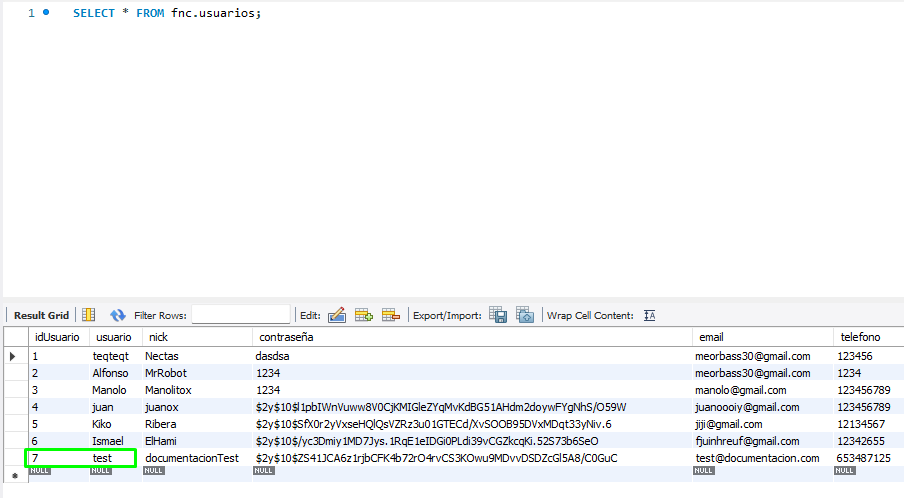 1 SELECT * FROM fnc.usuarios;
Result Grid Filter Rows: Edit: Export/Import: Wrap Cell Content: IA
idUsuario usuario nick contraseña email telefono
1 teqteqt Nectas dasdsa meorbass30@gmail.com 123456
2 Alfonso MrRobot 1234 meorbass30@gmail.com 1234
3 Manolo Manolitox 1234 manolo@gmail.com 123456789
4 juan juanox $2y$10$l1pbIWnVuww8V0CjKMIGleZYqMvKdBG51AHdm2doywFYgNhS/O59W juanoooiy@gmail.com 123456789
5 Kiko Ribera $2y$10$SfX0r2yVxseHQlQsVZRz3u01GTECd/XvSOOB95DVxMDqt33yNiv.6 jiji@gmail.com 12134567
6 Ismael ElHami $2y$10$/yc3Dmiy1MD7Jys.1RqE1eIDGi0PLdi39vCGZkcqKi.52S73b6SeO fjuinhreuf@gmail.com 12342655
7 test documentacionTest $2y$10$ZS41JCA6z1rjbCFK4b72rO4rvCS3KOwu9MDvvDSDZcGl5A8/C0GuC test@documentacion.com 653487125
NULL NULL NULL NULL NULL NULL